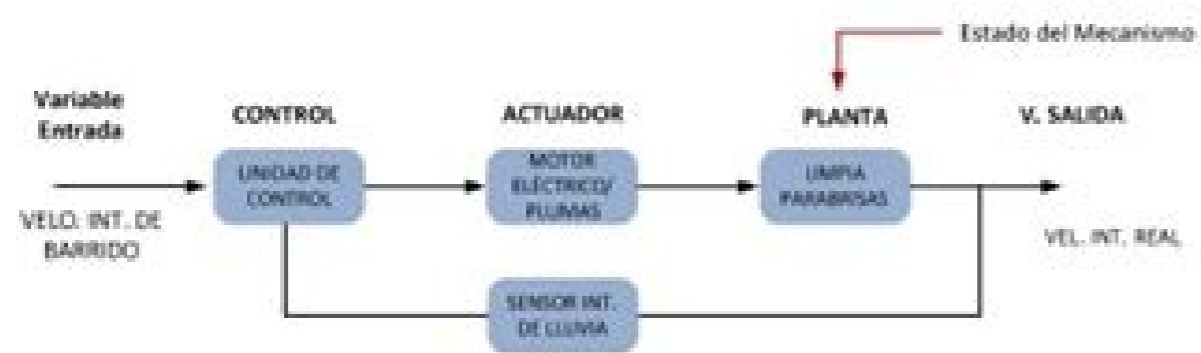 Estado del Mecanismo
Variable
Entrada
CONTROL
ACTUADOR
PLANTA
V. SALIDA
UNIDAD DE
CONTROL
MOTOR
ELÉCTRICO/
PLUMAS
LIMPIA
PARABRISAS
VELO. INT. DE
BARRIDO
VEL. INT. REAL
SENSOR INT.
DE LLUVIA